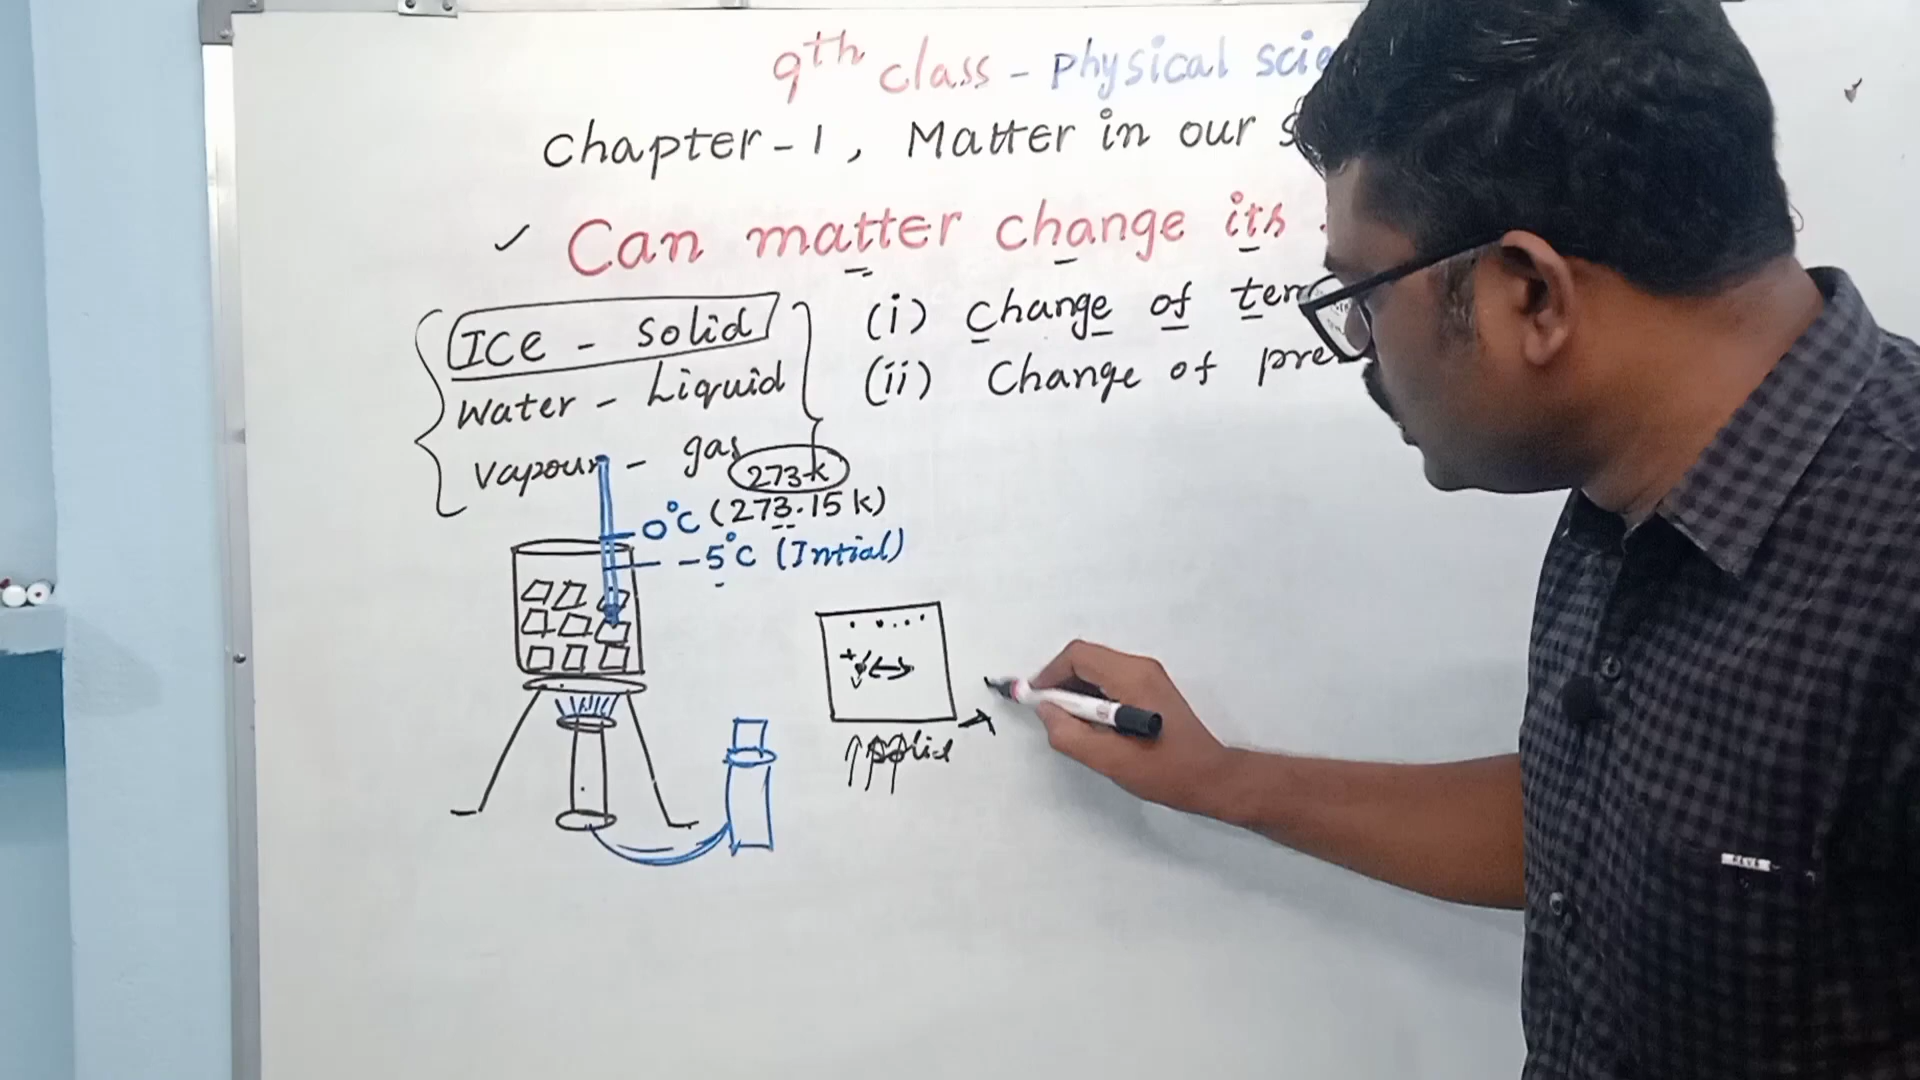 9th class - Physical scie
Chapter-1, Matter in our s
✓ Can matter change its
ICE - Solid
Water - Liquid
Vapour - gas
(i) Change of tem
(ii) Change of pre
273 k
0°C (273.15 k)
-5°C (Intial)
Solid